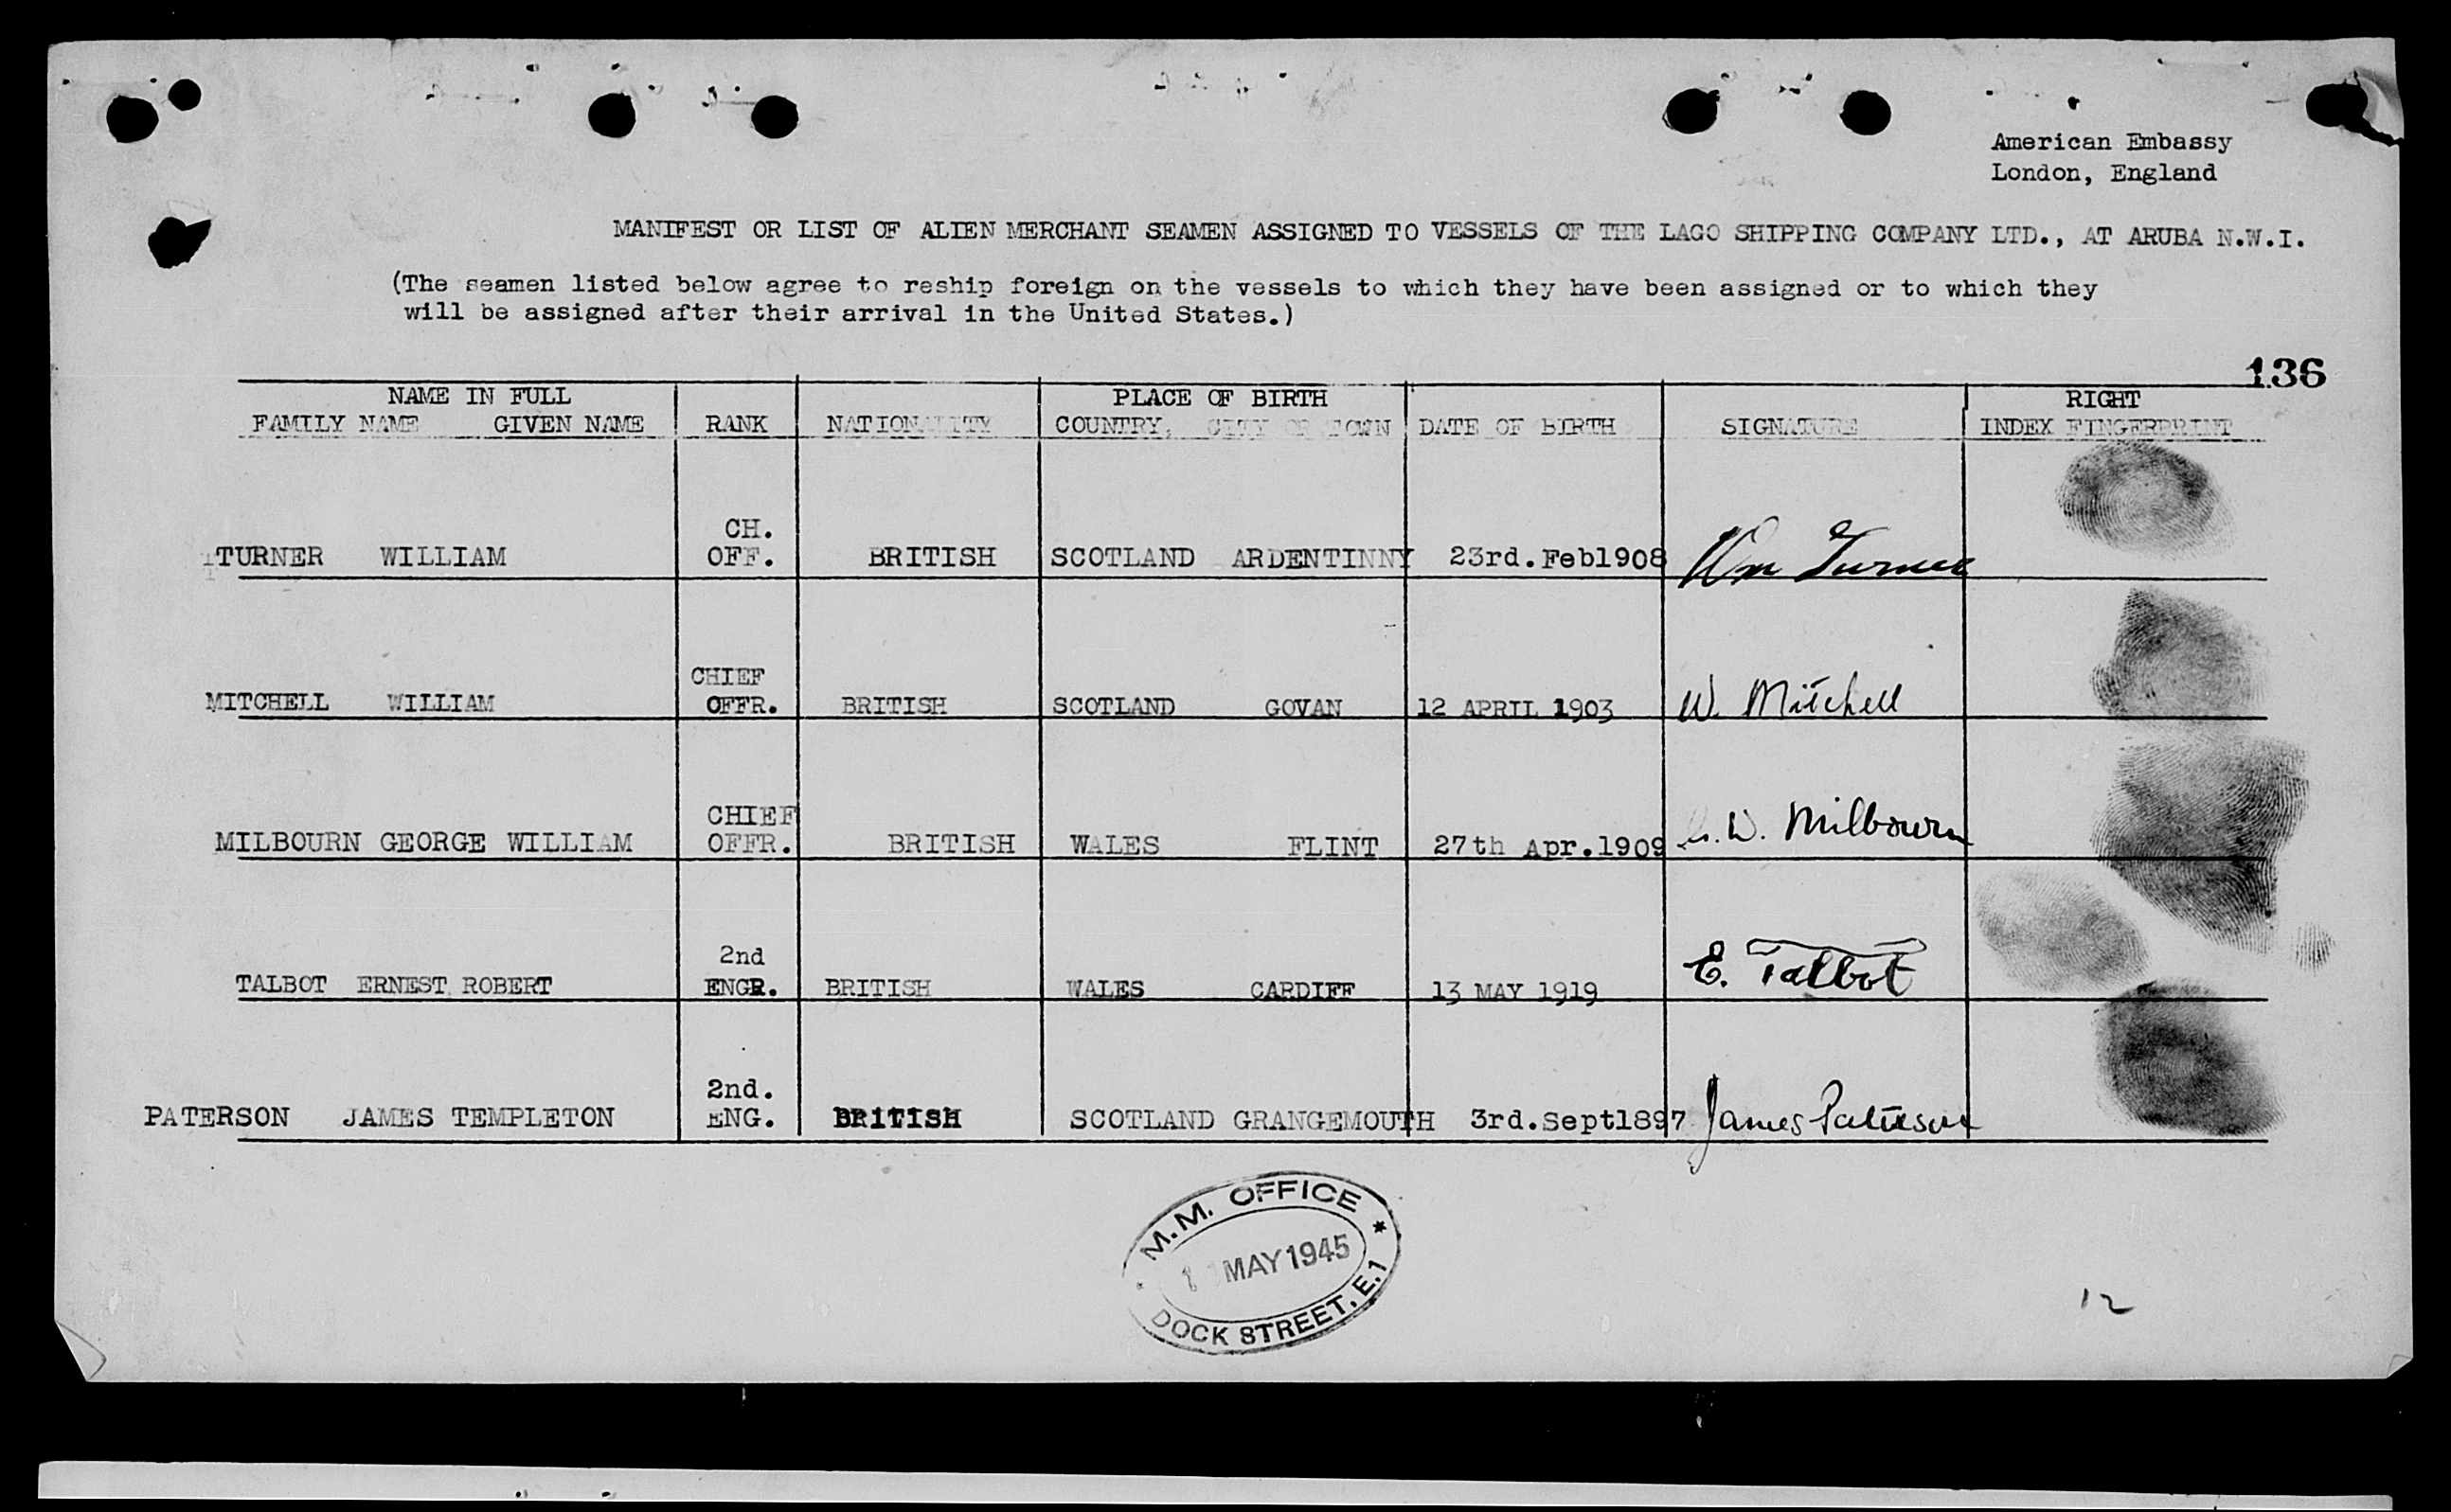 American Embassy
London, England
MANIFEST OR LIST OF ALIEN MERCHANT SEAMEN ASSIGNED TO VESSELS OF THE LAGO SHIPPING COMPANY LTD., AT ARUBA N.W.I.
(The seamen listed below agree to reship foreign on the vessels to which they have been assigned or to which they
will be assigned after their arrival in the United States.)
136
NAME IN FULL PLACE OF BIRTH RIGHT
FAMILY NAME GIVEN NAME RANK NATIONALITY COUNTRY, CITY OR TOWN DATE OF BIRTH SIGNATURE INDEX FINGERPRINT
CH.
TURNER WILLIAM OFF. BRITISH SCOTLAND ARDENTINNY 23rd.Feb1908 Wm Turner
CHIEF
MITCHELL WILLIAM OFFR. BRITISH SCOTLAND GOVAN 12 APRIL 1903 W. Mitchell
CHIEF
MILBOURN GEORGE WILLIAM OFFR. BRITISH WALES FLINT 27th Apr.1909 G.W. Milbourn
2nd
TALBOT ERNEST ROBERT ENGR. BRITISH WALES CARDIFF 13 MAY 1919 E. Talbot
2nd.
PATERSON JAMES TEMPLETON ENG. BRITISH SCOTLAND GRANGEMOUTH 3rd.Sept1897 James Paterson
M.M. OFFICE
MAY 1945
DOCK STREET, E.1
12